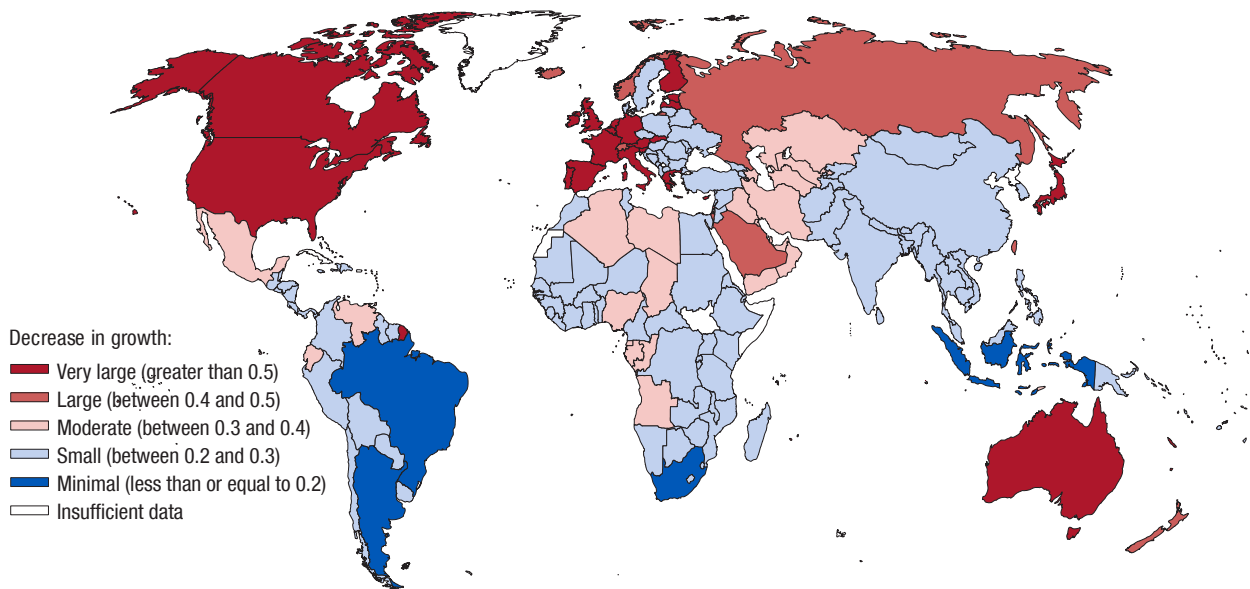 Decrease in growth:
Very large (greater than 0.5)
Large (between 0.4 and 0.5)
Moderate (between 0.3 and 0.4)
Small (between 0.2 and 0.3)
Minimal (less than or equal to 0.2)
Insufficient data